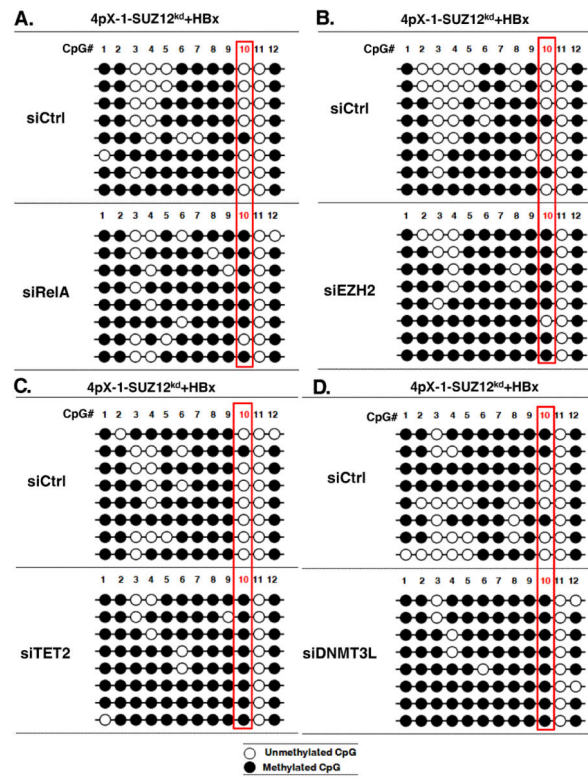 A.
4pX-1-SUZ12kd+HBx
CpG# 1 2 3 4 5 6 7 8 9 10 11 12
siCtrl
1 2 3 4 5 6 7 8 9 10 11 12
siRelA
B.
4pX-1-SUZ12kd+HBx
CpG# 1 2 3 4 5 6 7 8 9 10 11 12
siCtrl
1 2 3 4 5 6 7 8 9 10 11 12
siEZH2
C.
4pX-1-SUZ12kd+HBx
CpG# 1 2 3 4 5 6 7 8 9 10 11 12
siCtrl
1 2 3 4 5 6 7 8 9 10 11 12
siTET2
D.
4pX-1-SUZ12kd+HBx
CpG# 1 2 3 4 5 6 7 8 9 10 11 12
siCtrl
1 2 3 4 5 6 7 8 9 10 11 12
siDNMT3L
Unmethylated CpG
Methylated CpG